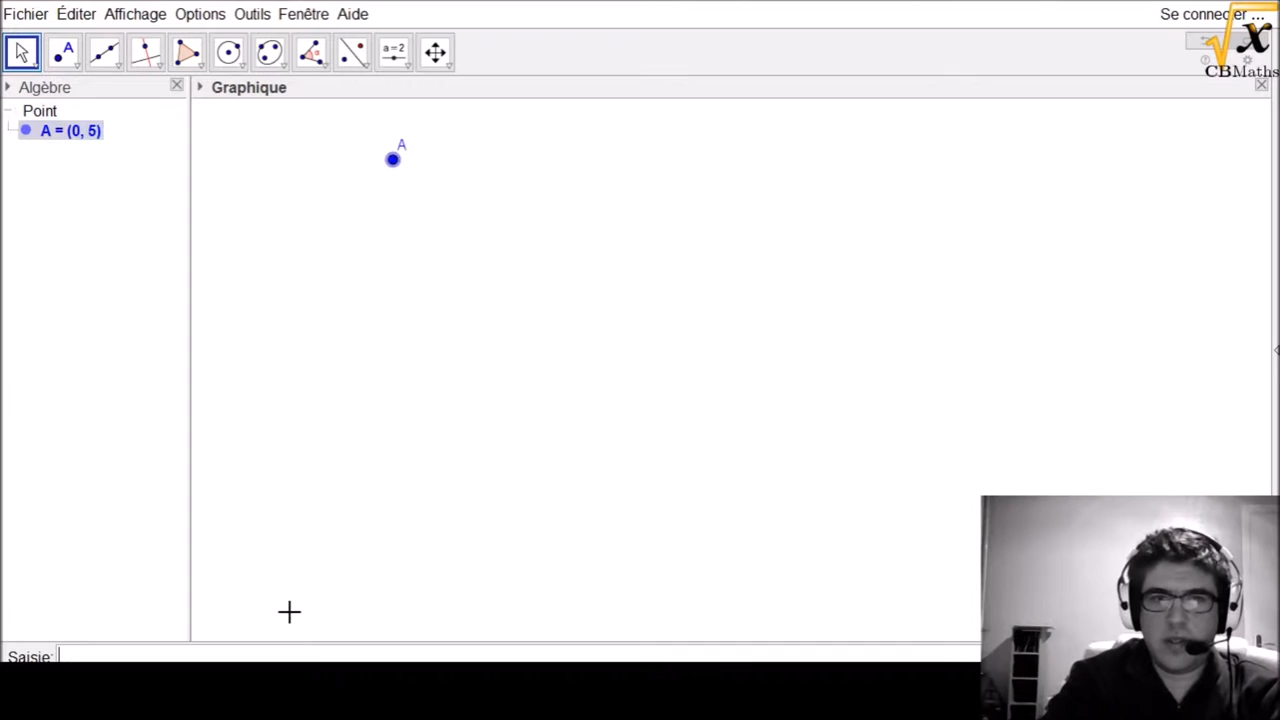 Fichier Éditer Affichage Options Outils Fenêtre Aide
Se connecter ...
A
a=2
x
CBMaths
Algèbre
Graphique
Point
A = (0, 5)
A
Saisie: